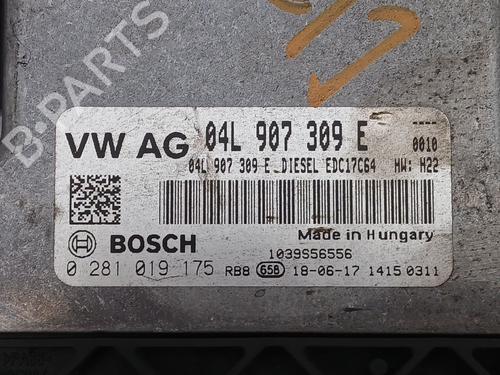 B-PARTS
VW AG 04L 907 309 E 0010
04L 907 309 E DIESEL EDC17C64 HW: H22
BOSCH
Made in Hungary
1039S56556
0 281 019 175 RB8 658 18-06-17 1415 0311